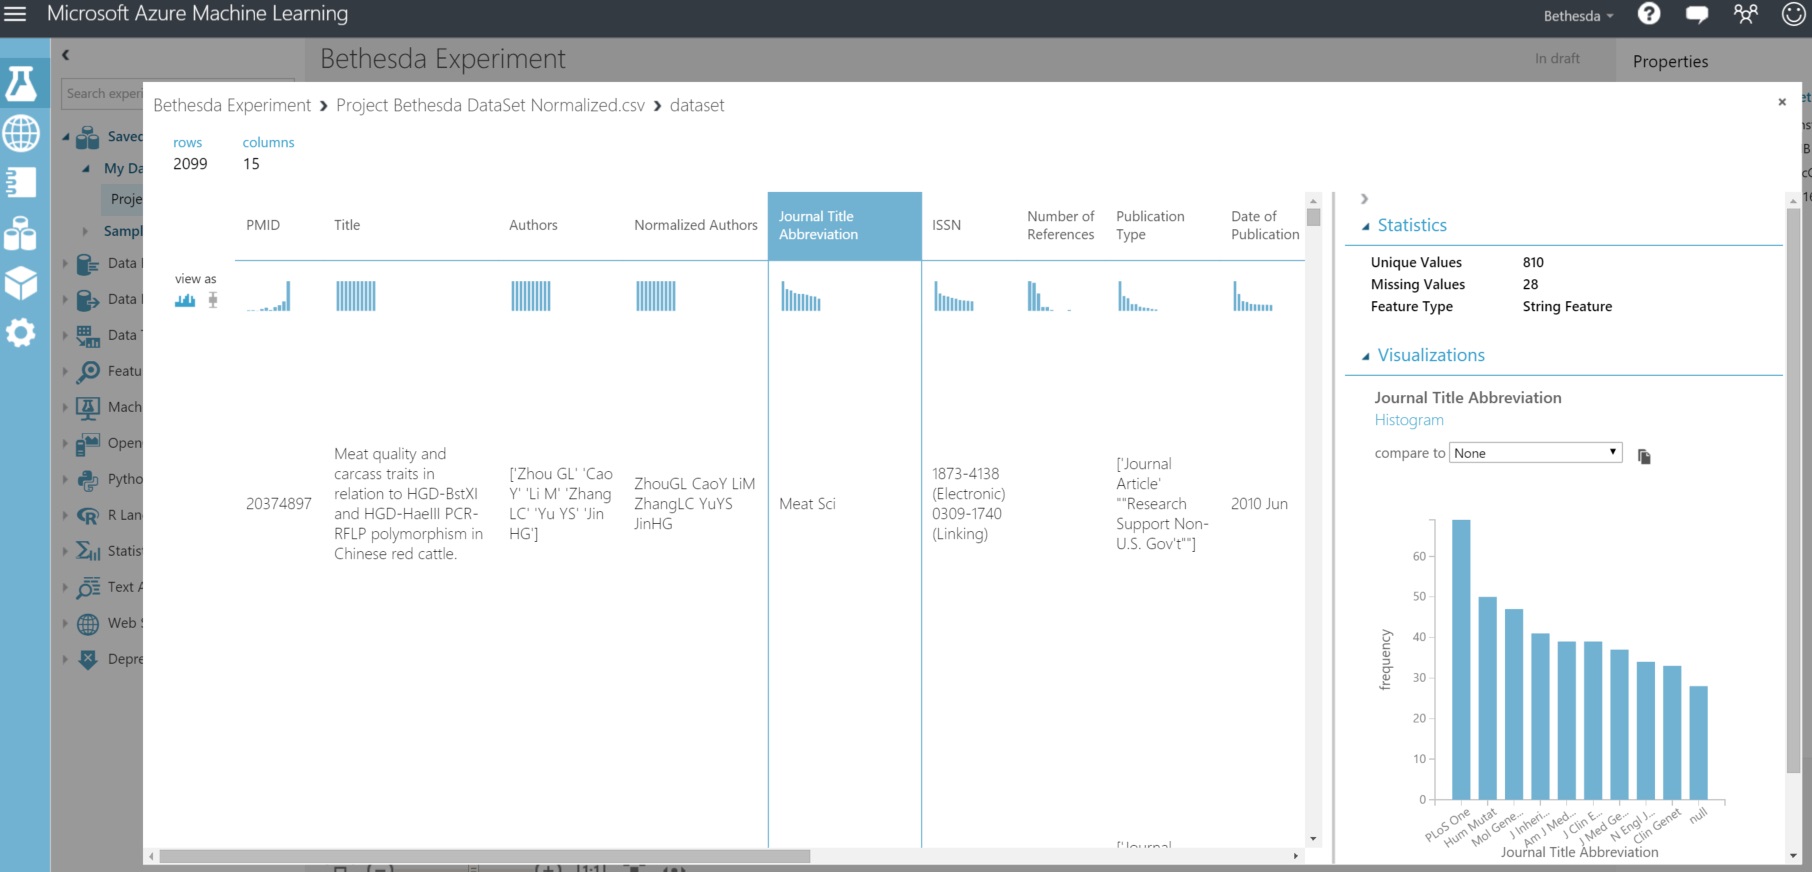 Microsoft Azure Machine Learning
Bethesda
Bethesda Experiment
In draft
Properties
Search experi
Saved
My Da
Proje
Sampl
Data
Data
Data
Featu
Mach
Open
Pytho
R Lan
Statis
Text A
Web
Depre
Bethesda Experiment > Project Bethesda DataSet Normalized.csv > dataset
rows
2099
columns
15
PMID
Title
Authors
Normalized Authors
Journal Title
Abbreviation
ISSN
Number of
References
Publication
Type
Date of
Publication
view as
20374897
Meat quality and
carcass traits in
relation to HGD-BstXI
and HGD-HaeIII PCR-
RFLP polymorphism in
Chinese red cattle.
['Zhou GL' 'Cao
Y' 'Li M' 'Zhang
LC' 'Yu YS' 'Jin
HG']
ZhouGL CaoY LiM
ZhangLC YuYS
JinHG
Meat Sci
1873-4138
(Electronic)
0309-1740
(Linking)
['Journal
Article'
""Research
Support Non-
U.S. Gov't""]
2010 Jun
['Journal
Statistics
Unique Values 810
Missing Values 28
Feature Type String Feature
Visualizations
Journal Title Abbreviation
Histogram
compare to None
frequency
60
50
40
30
20
10
0
PLoS One
Hum Mutat
Mol Gene...
J Inheri...
Am J Med...
J Clin E...
J Med Ge...
N Engl J...
Clin Genet
null
Journal Title Abbreviation